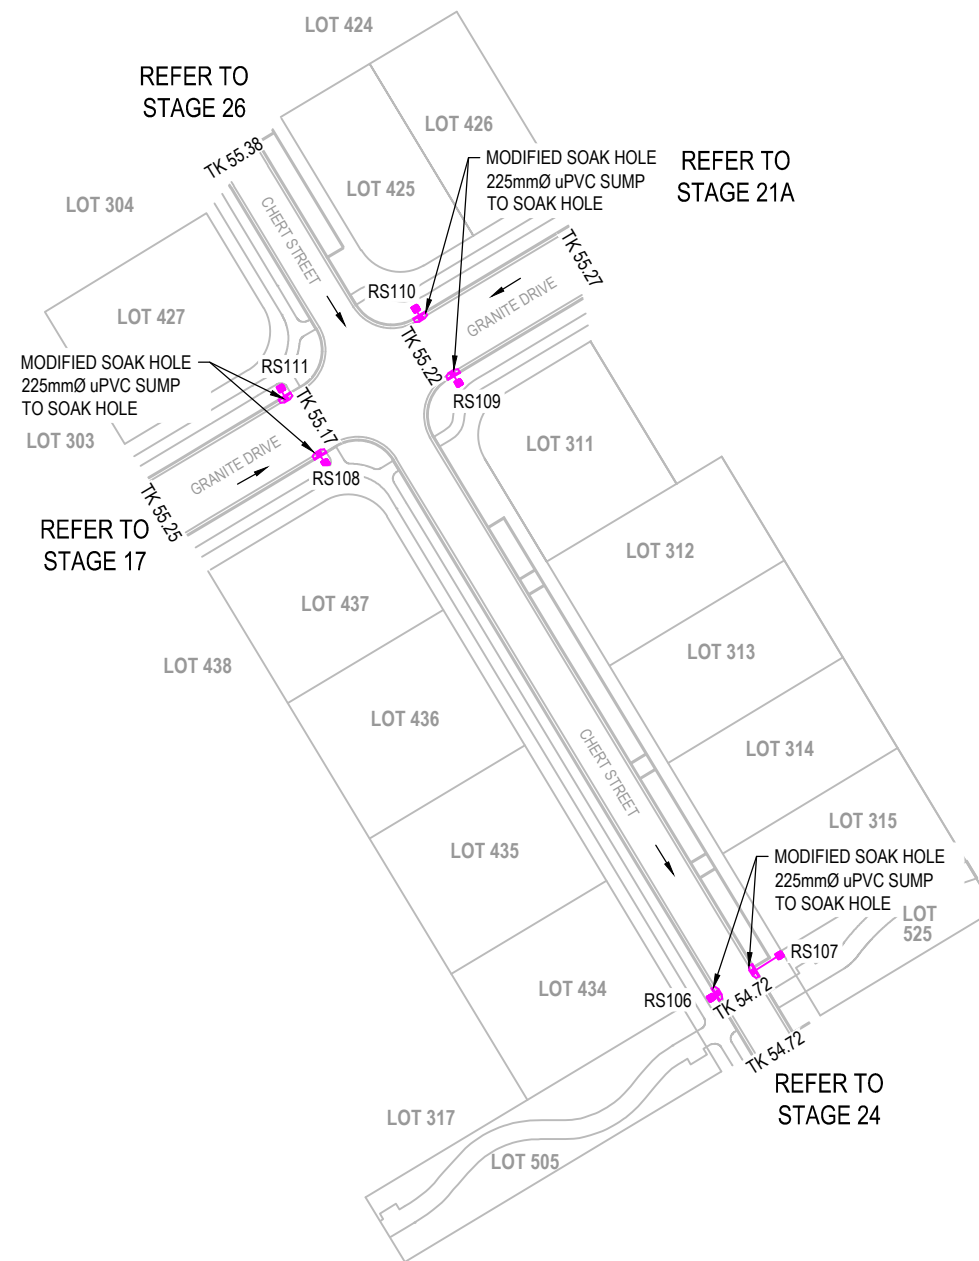 LOT 424
REFER TO
STAGE 26
LOT 426
TK 55.38
MODIFIED SOAK HOLE
225mmØ uPVC SUMP
TO SOAK HOLE
REFER TO
STAGE 21A
LOT 425
LOT 304
CHERT STREET
TK 55.27
RS110
GRANITE DRIVE
LOT 427
TK 55.22
MODIFIED SOAK HOLE
225mmØ uPVC SUMP
TO SOAK HOLE
RS111
RS109
TK 55.17
LOT 303
LOT 311
GRANITE DRIVE
RS108
TK 55.25
REFER TO
STAGE 17
LOT 312
LOT 437
LOT 313
LOT 438
LOT 436
LOT 314
CHERT STREET
LOT 315
LOT 435
MODIFIED SOAK HOLE
225mmØ uPVC SUMP
TO SOAK HOLE
LOT
525
RS107
LOT 434
RS106
TK 54.72
TK 54.72
REFER TO
STAGE 24
LOT 317
LOT 505